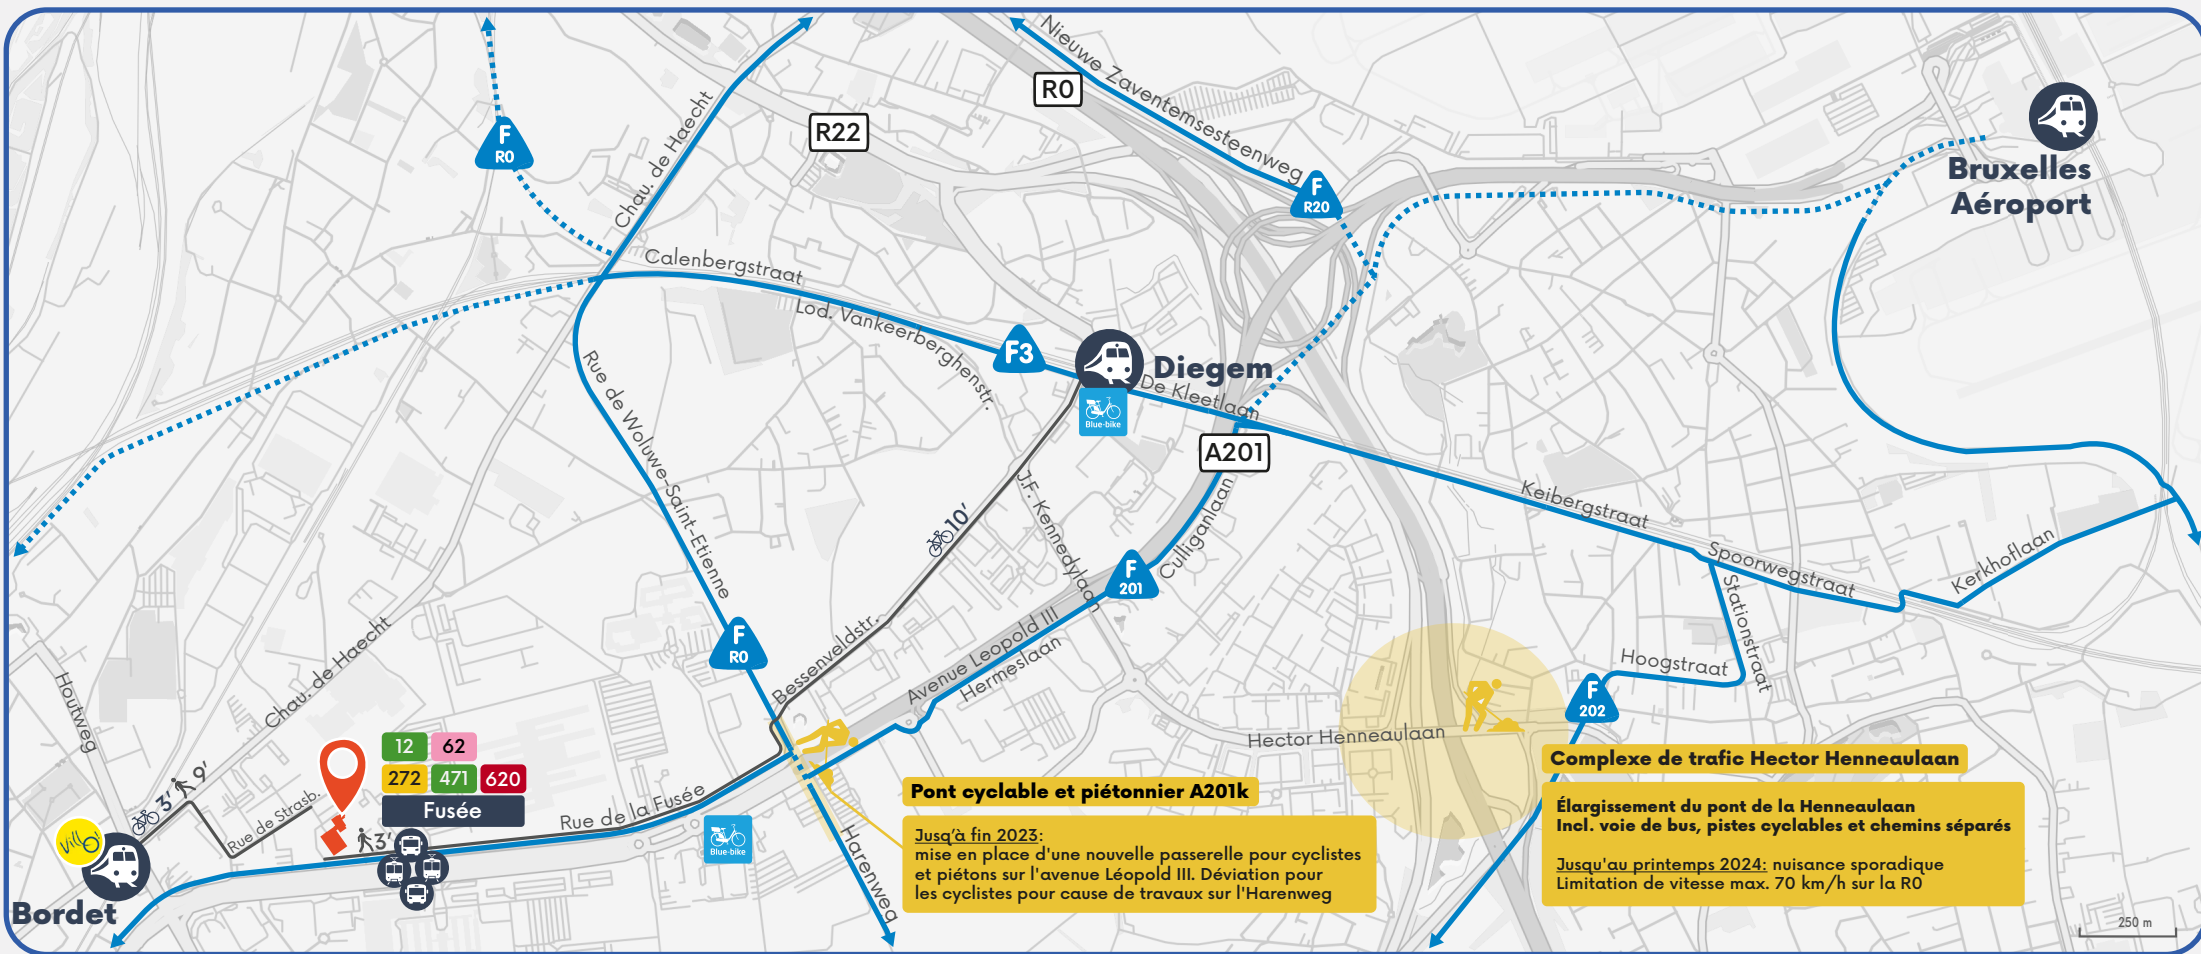 Nieuwe Zaventemsesteenweg
R0
R22
Chau. de Haecht
F
R0
F
R20
Bruxelles
Aéroport
Calenbergstraat
Lod. Vankeerberghenstr.
F3
Diegem
De Kleetlaan
Blue-bike
A201
Rue de Woluwe-Saint-Etienne
J.F. Kennedylaan
10'
Culliganlaan
Keibergstraat
Spoorwegstraat
Kerkhoflaan
Stationstraat
F
201
Hoogstraat
F
R0
Bessenveldstr.
Avenue Leopold III
Hermeslaan
F
202
Hector Henneaulaan
Houtweg
Chau. de Haecht
12
62
272
471
620
Fusée
3'
9'
Rue de Strasb.
3'
Rue de la Fusée
Blue-bike
Harenweg
Villo!
Bordet
Pont cyclable et piétonnier A201k
Jusq'à fin 2023:
mise en place d'une nouvelle passerelle pour cyclistes
et piétons sur l'avenue Léopold III. Déviation pour
les cyclistes pour cause de travaux sur l'Harenweg
Complexe de trafic Hector Henneaulaan
Élargissement du pont de la Henneaulaan
Incl. voie de bus, pistes cyclables et chemins séparés
Jusqu'au printemps 2024: nuisance sporadique
Limitation de vitesse max. 70 km/h sur la R0
250 m